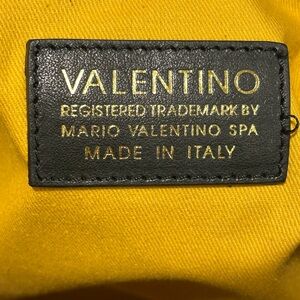 VALENTINO
REGISTERED TRADEMARK BY
MARIO VALENTINO SPA
MADE IN ITALY